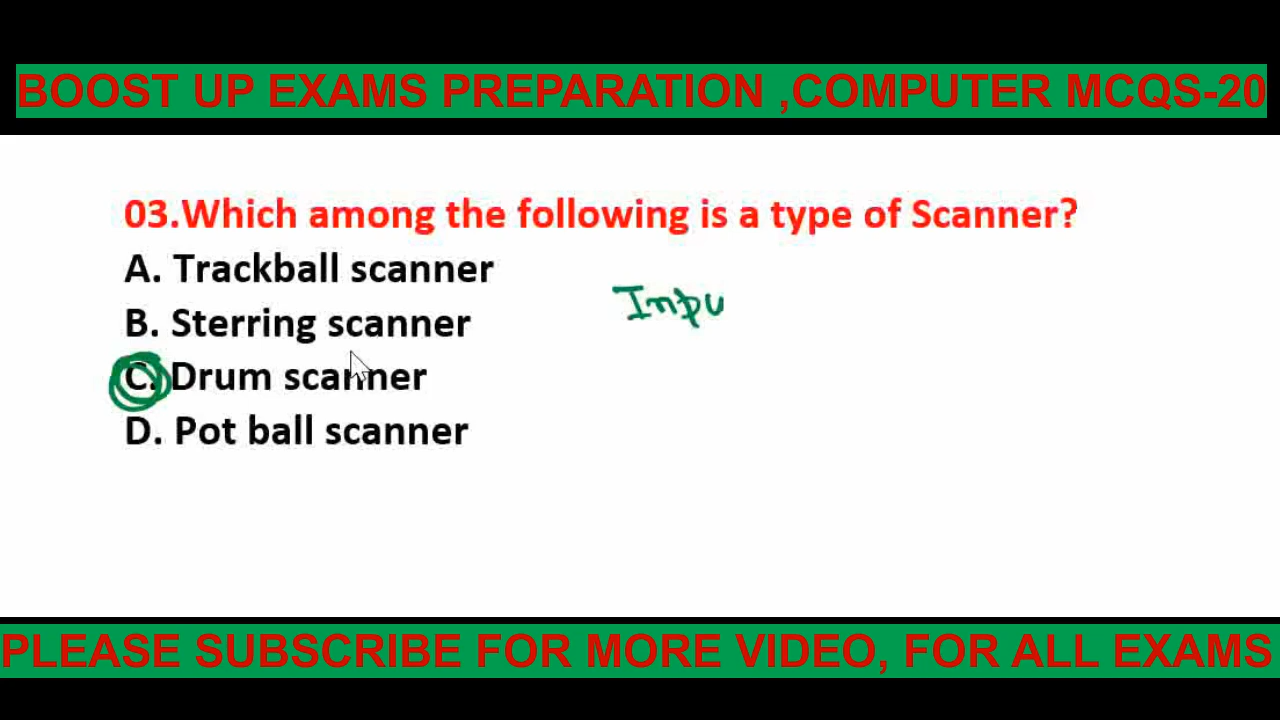 BOOST UP EXAMS PREPARATION ,COMPUTER MCQS-20
03.Which among the following is a type of Scanner?
A. Trackball scanner
Inpu
B. Sterring scanner
C. Drum scanner
D. Pot ball scanner
PLEASE SUBSCRIBE FOR MORE VIDEO, FOR ALL EXAMS